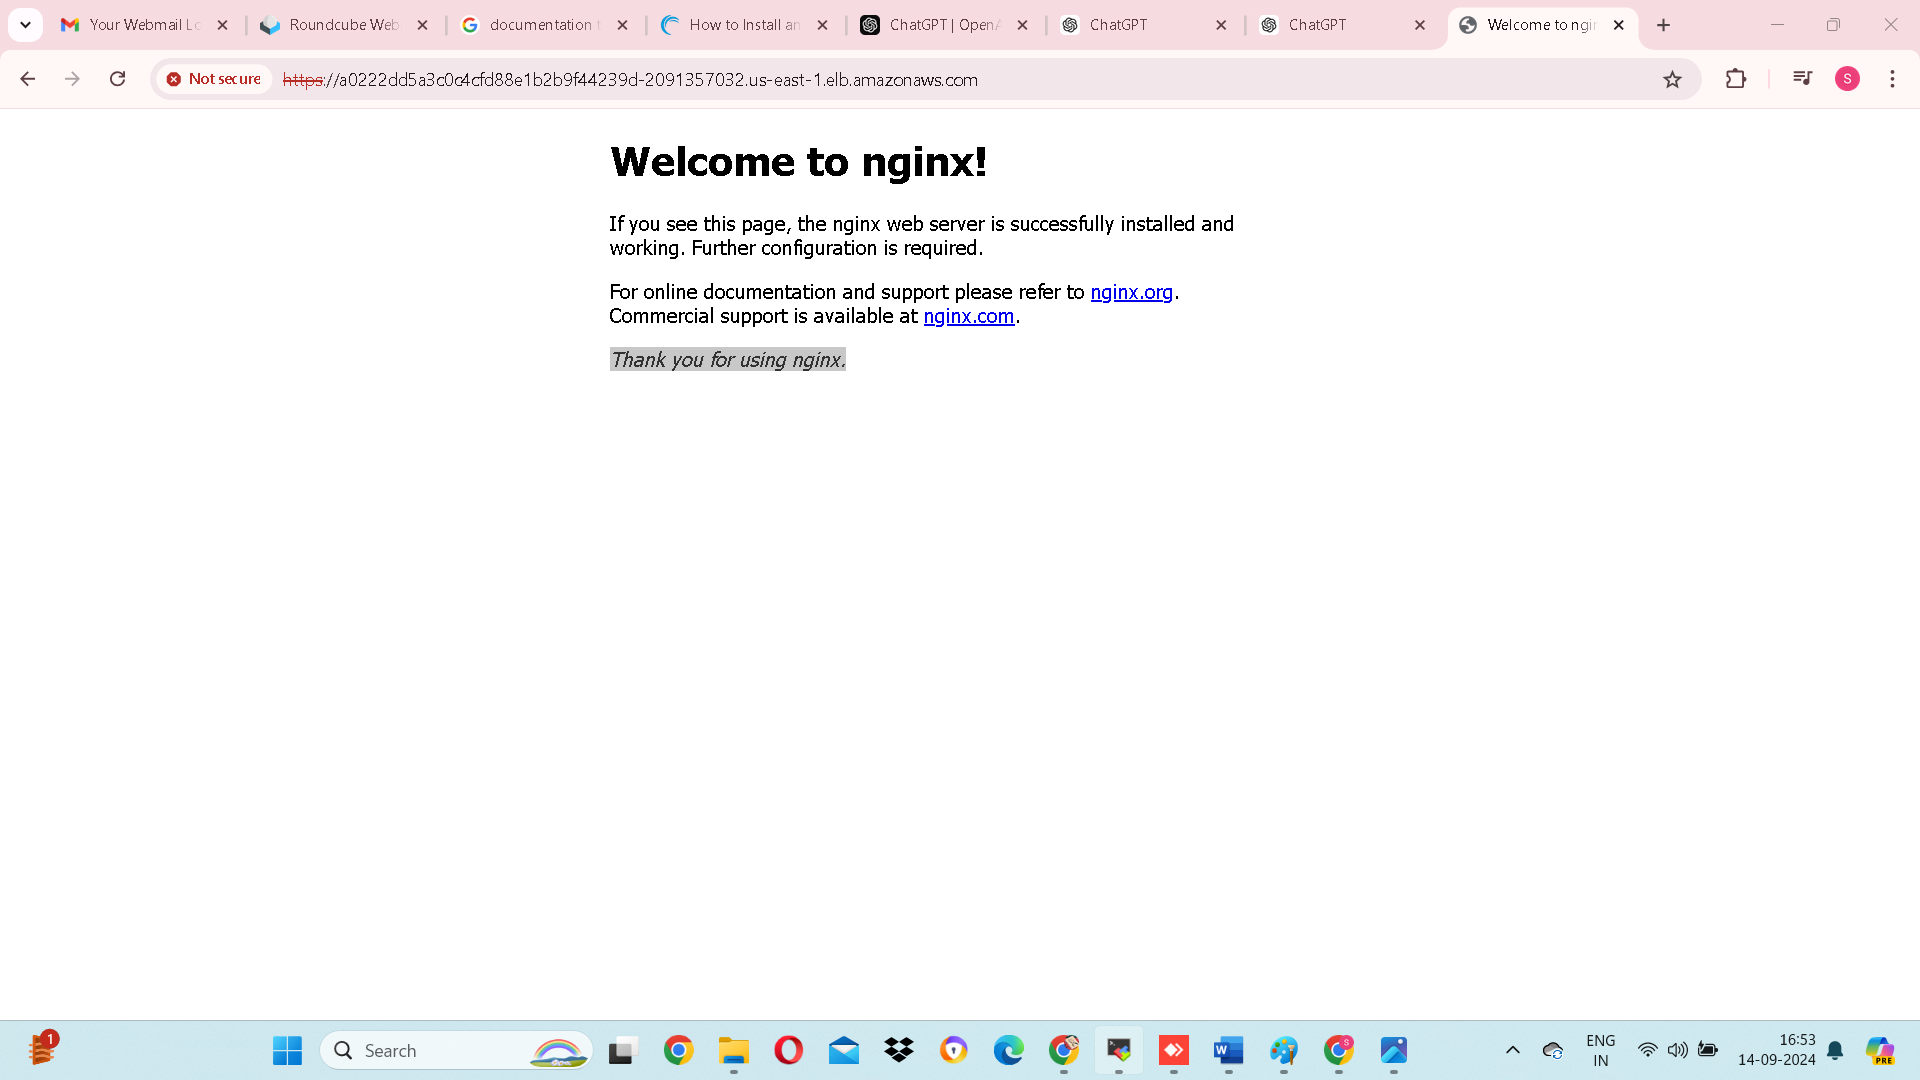 Your Webmail Lo
Roundcube Web
documentation t
How to Install an
ChatGPT | OpenA
ChatGPT
ChatGPT
Welcome to ngin
Not secure
https://a0222dd5a3c0c4cfd88e1b2b9f44239d-2091357032.us-east-1.elb.amazonaws.com
S
Welcome to nginx!
If you see this page, the nginx web server is successfully installed and
working. Further configuration is required.
For online documentation and support please refer to nginx.org.
Commercial support is available at nginx.com.
Thank you for using nginx.
1
Search
W
S
ENG
IN
16:53
14-09-2024
PRE